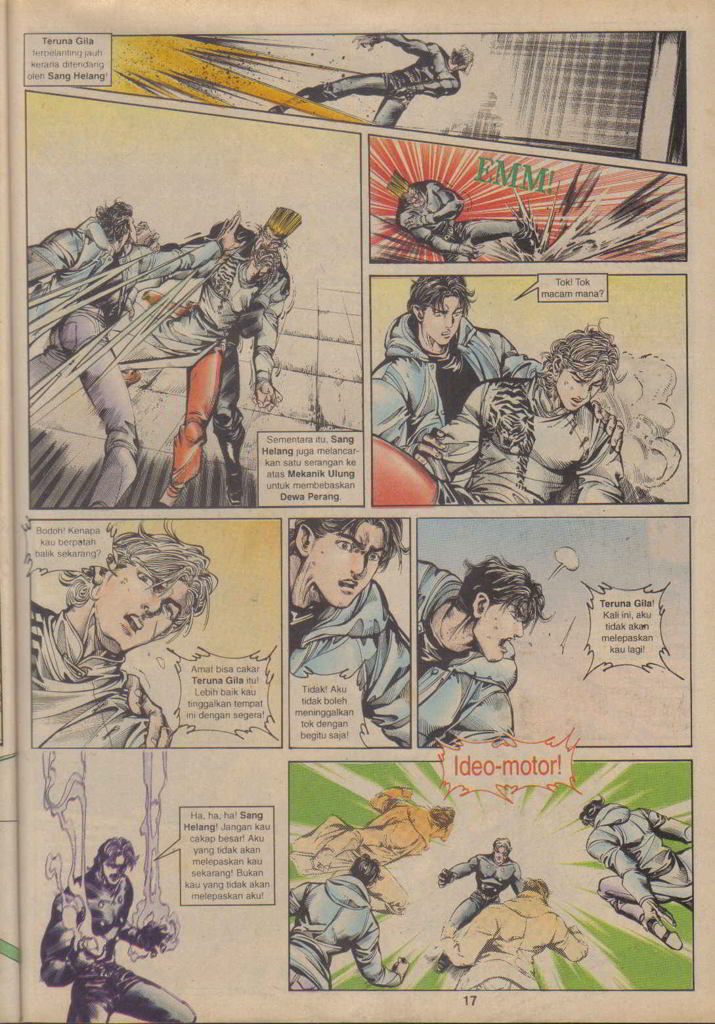 Teruna Gila
terpelanting jauh
kerana ditendang
oleh Sang Helang!
EMM!
Sementara itu, Sang
Helang juga melancar-
kan satu serangan ke
atas Mekanik Ulung
untuk membebaskan
Dewa Perang.
Tok! Tok
macam mana?
Bodoh! Kenapa
kau berpatah
balik sekarang?
Amat bisa cakar
Teruna Gila itu!
Lebih baik kau
tinggalkan tempat
ini dengan segera!
Tidak! Aku
tidak boleh
meninggalkan
tok dengan
begitu saja!
Teruna Gila!
Kali ini, aku
tidak akan
melepaskan
kau lagi!
Ha, ha, ha! Sang
Helang! Jangan kau
cakap besar! Aku
yang tidak akan
melepaskan kau
sekarang! Bukan
kau yang tidak akan
melepaskan aku!
Ideo-motor!
17